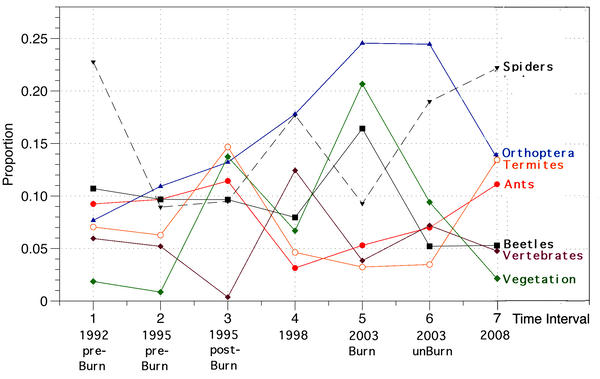 0.25
0.20
0.15
0.10
0.05
0
Proportion
Spiders
Orthoptera
Termites
Ants
Beetles
Vertebrates
Vegetation
1 2 3 4 5 6 7 Time Interval
1992 1995 1995 1998 2003 2003 2008
pre- pre- post- Burn unBurn
Burn Burn Burn